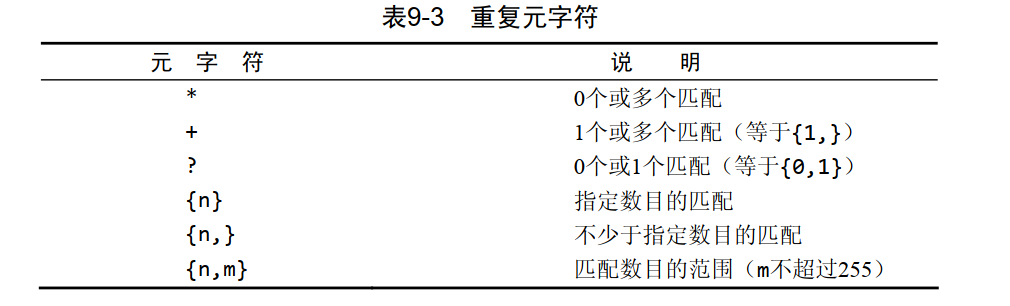 表9-3 重复元字符
元 字 符 说 明
* 0个或多个匹配
+ 1个或多个匹配（等于{1,}）
? 0个或1个匹配（等于{0,1}）
{n} 指定数目的匹配
{n,} 不少于指定数目的匹配
{n,m} 匹配数目的范围（m不超过255）